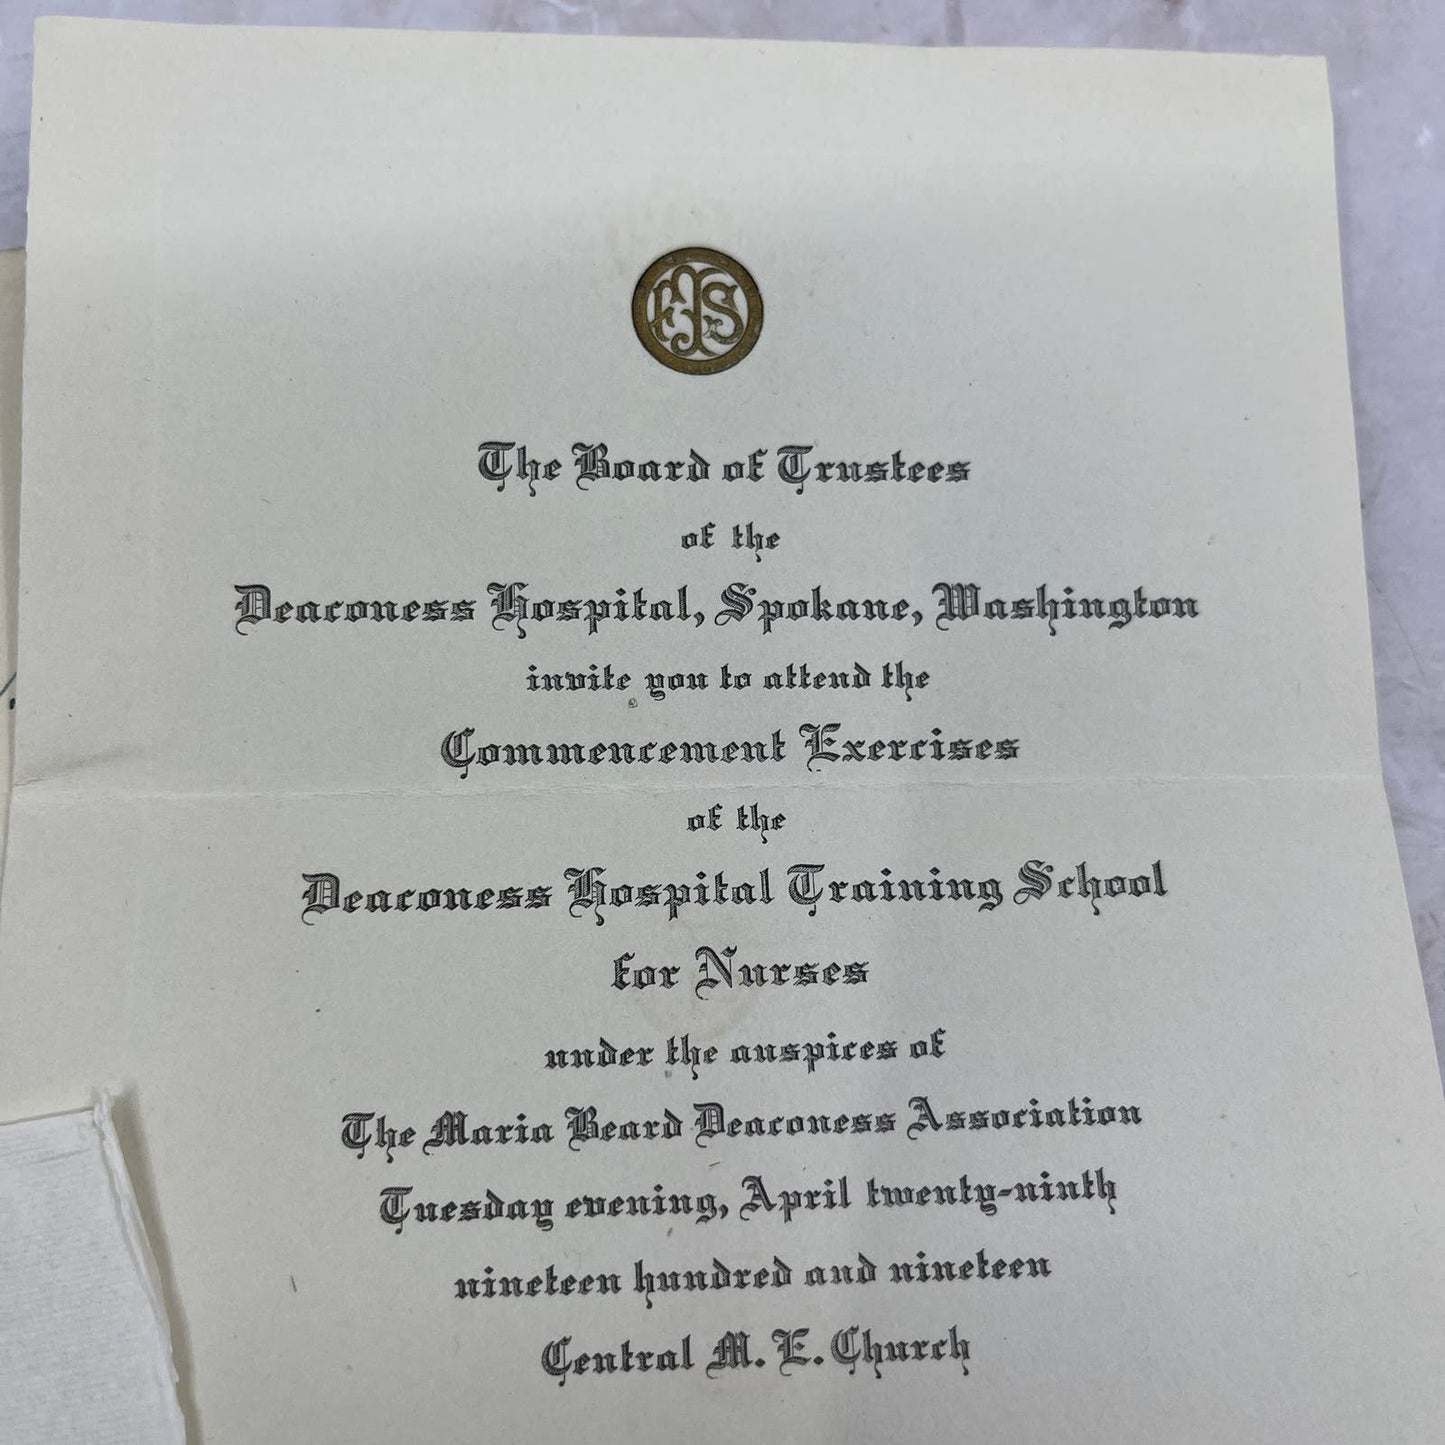 The Board of Trustees
of the
Deaconess Hospital, Spokane, Washington
invite you to attend the
Commencement Exercises
of the
Deaconess Hospital Training School
for Nurses
under the auspices of
The Maria Beard Deaconess Association
Tuesday evening, April twenty-ninth
nineteen hundred and nineteen
Central M. E. Church